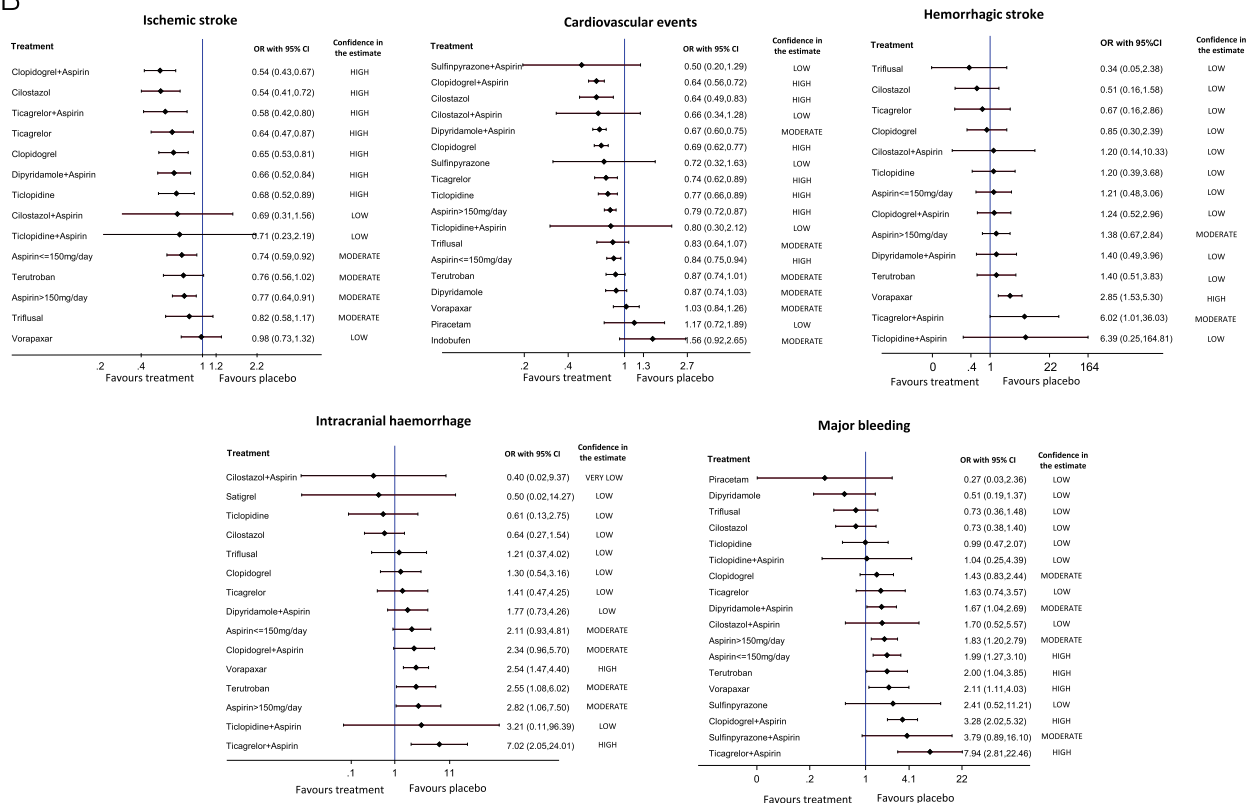 B
Ischemic stroke
Treatment OR with 95% CI Confidence in
the estimate
Clopidogrel+Aspirin 0.54 (0.43,0.67) HIGH
Cilostazol 0.54 (0.41,0.72) HIGH
Ticagrelor+Aspirin 0.58 (0.42,0.80) HIGH
Ticagrelor 0.64 (0.47,0.87) HIGH
Clopidogrel 0.65 (0.53,0.81) HIGH
Dipyridamole+Aspirin 0.66 (0.52,0.84) HIGH
Ticlopidine 0.68 (0.52,0.89) HIGH
Cilostazol+Aspirin 0.69 (0.31,1.56) LOW
Ticlopidine+Aspirin 0.71 (0.23,2.19) LOW
Aspirin<=150mg/day 0.74 (0.59,0.92) MODERATE
Terutroban 0.76 (0.56,1.02) MODERATE
Aspirin>150mg/day 0.77 (0.64,0.91) MODERATE
Triflusal 0.82 (0.58,1.17) MODERATE
Vorapaxar 0.98 (0.73,1.32) LOW
.2 .4 1 1.2 2.2
Favours treatment Favours placebo
Cardiovascular events
Treatment OR with 95% CI Confidence in
the estimate
Sulfinpyrazone+Aspirin 0.50 (0.20,1.29) LOW
Clopidogrel+Aspirin 0.64 (0.56,0.72) HIGH
Cilostazol 0.64 (0.49,0.83) HIGH
Cilostazol+Aspirin 0.66 (0.34,1.28) LOW
Dipyridamole+Aspirin 0.67 (0.60,0.75) MODERATE
Clopidogrel 0.69 (0.62,0.77) HIGH
Sulfinpyrazone 0.72 (0.32,1.63) LOW
Ticagrelor 0.74 (0.62,0.89) HIGH
Ticlopidine 0.77 (0.66,0.89) HIGH
Aspirin>150mg/day 0.79 (0.72,0.87) HIGH
Ticlopidine+Aspirin 0.80 (0.30,2.12) LOW
Triflusal 0.83 (0.64,1.07) MODERATE
Aspirin<=150mg/day 0.84 (0.75,0.94) HIGH
Terutroban 0.87 (0.74,1.01) MODERATE
Dipyridamole 0.87 (0.74,1.03) MODERATE
Vorapaxar 1.03 (0.84,1.26) MODERATE
Piracetam 1.17 (0.72,1.89) LOW
Indobufen 1.56 (0.92,2.65) MODERATE
.2 .4 1 1.3 2.7
Favours treatment Favours placebo
Hemorrhagic stroke
Treatment OR with 95%CI Confidence in
the estimate
Triflusal 0.34 (0.05,2.38) LOW
Cilostazol 0.51 (0.16,1.58) LOW
Ticagrelor 0.67 (0.16,2.86) LOW
Clopidogrel 0.85 (0.30,2.39) LOW
Cilostazol+Aspirin 1.20 (0.14,10.33) LOW
Ticlopidine 1.20 (0.39,3.68) LOW
Aspirin<=150mg/day 1.21 (0.48,3.06) LOW
Clopidogrel+Aspirin 1.24 (0.52,2.96) LOW
Aspirin>150mg/day 1.38 (0.67,2.84) MODERATE
Dipyridamole+Aspirin 1.40 (0.49,3.96) LOW
Terutroban 1.40 (0.51,3.83) LOW
Vorapaxar 2.85 (1.53,5.30) HIGH
Ticagrelor+Aspirin 6.02 (1.01,36.03) MODERATE
Ticlopidine+Aspirin 6.39 (0.25,164.81) LOW
0 .4 1 22 164
Favours treatment Favours placebo
Intracranial haemorrhage
Treatment OR with 95% CI Confidence in
the estimate
Cilostazol+Aspirin 0.40 (0.02,9.37) VERY LOW
Satigrel 0.50 (0.02,14.27) LOW
Ticlopidine 0.61 (0.13,2.75) LOW
Cilostazol 0.64 (0.27,1.54) LOW
Triflusal 1.21 (0.37,4.02) LOW
Clopidogrel 1.30 (0.54,3.16) LOW
Ticagrelor 1.41 (0.47,4.25) LOW
Dipyridamole+Aspirin 1.77 (0.73,4.26) LOW
Aspirin<=150mg/day 2.11 (0.93,4.81) MODERATE
Clopidogrel+Aspirin 2.34 (0.96,5.70) MODERATE
Vorapaxar 2.54 (1.47,4.40) HIGH
Terutroban 2.55 (1.08,6.02) MODERATE
Aspirin>150mg/day 2.82 (1.06,7.50) MODERATE
Ticlopidine+Aspirin 3.21 (0.11,96.39) LOW
Ticagrelor+Aspirin 7.02 (2.05,24.01) HIGH
.1 1 11
Favours treatment Favours placebo
Major bleeding
Treatment OR with 95% CI Confidence in
the estimate
Piracetam 0.27 (0.03,2.36) LOW
Dipyridamole 0.51 (0.19,1.37) LOW
Triflusal 0.73 (0.36,1.48) LOW
Cilostazol 0.73 (0.38,1.40) LOW
Ticlopidine 0.99 (0.47,2.07) LOW
Ticlopidine+Aspirin 1.04 (0.25,4.39) LOW
Clopidogrel 1.43 (0.83,2.44) MODERATE
Ticagrelor 1.63 (0.74,3.57) LOW
Dipyridamole+Aspirin 1.67 (1.04,2.69) MODERATE
Cilostazol+Aspirin 1.70 (0.52,5.57) LOW
Aspirin>150mg/day 1.83 (1.20,2.79) MODERATE
Aspirin<=150mg/day 1.99 (1.27,3.10) HIGH
Terutroban 2.00 (1.04,3.85) HIGH
Vorapaxar 2.11 (1.11,4.03) HIGH
Sulfinpyrazone 2.41 (0.52,11.21) LOW
Clopidogrel+Aspirin 3.28 (2.02,5.32) HIGH
Sulfinpyrazone+Aspirin 3.79 (0.89,16.10) MODERATE
Ticagrelor+Aspirin 7.94 (2.81,22.46) HIGH
0 .2 1 4.1 22
Favours treatment Favours placebo